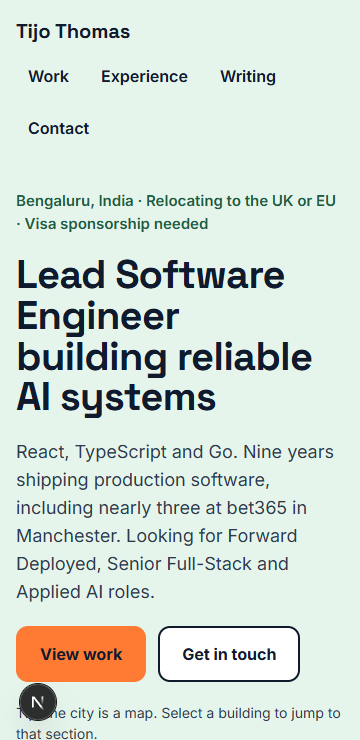 Tijo Thomas
Work Experience Writing
Contact
Bengaluru, India · Relocating to the UK or EU
· Visa sponsorship needed
Lead Software
Engineer
building reliable
AI systems
React, TypeScript and Go. Nine years
shipping production software,
including nearly three at bet365 in
Manchester. Looking for Forward
Deployed, Senior Full-Stack and
Applied AI roles.
View work Get in touch
N
city is a map. Select a building to jump to
that section.